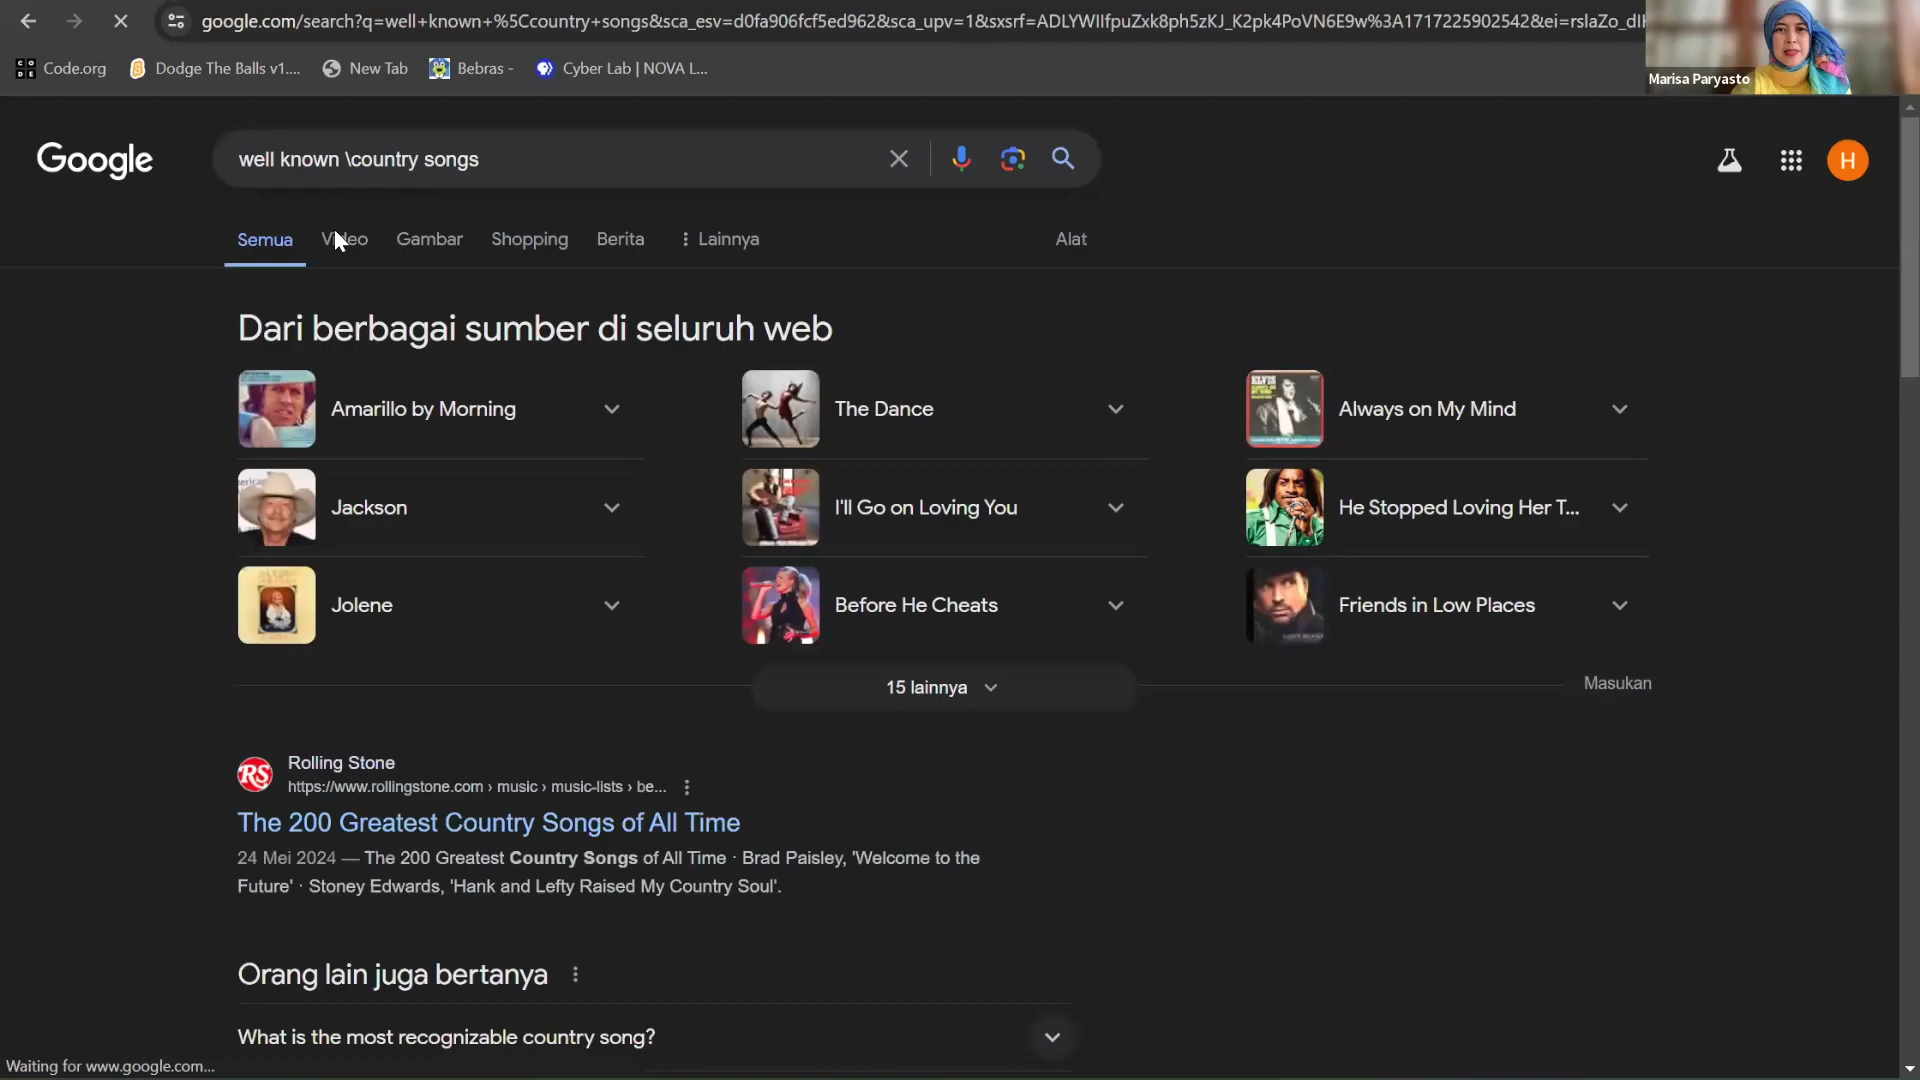 google.com/search?q=well+known+%5Ccountry+songs&sca_esv=d0fa906fcf5ed962&sca_upv=1&sxsrf=ADLYWIIfpuZxk8ph5zKJ_K2pk4PoVN6E9w%3A1717225902542&ei=rslaZo_dIH
Code.org
Dodge The Balls v1....
New Tab
Bebras -
Cyber Lab | NOVA L...
Marisa Paryasto
Google
well known \country songs
H
Semua
Video
Gambar
Shopping
Berita
Lainnya
Alat
Dari berbagai sumber di seluruh web
Amarillo by Morning
The Dance
ELVIS
Always on My Mind
Jackson
I'll Go on Loving You
He Stopped Loving Her T...
Jolene
Before He Cheats
Friends in Low Places
15 lainnya
Masukan
RS
Rolling Stone
https://www.rollingstone.com › music › music-lists › be...
The 200 Greatest Country Songs of All Time
24 Mei 2024 — The 200 Greatest Country Songs of All Time · Brad Paisley, 'Welcome to the
Future' · Stoney Edwards, 'Hank and Lefty Raised My Country Soul'.
Orang lain juga bertanya
What is the most recognizable country song?
Waiting for www.google.com...